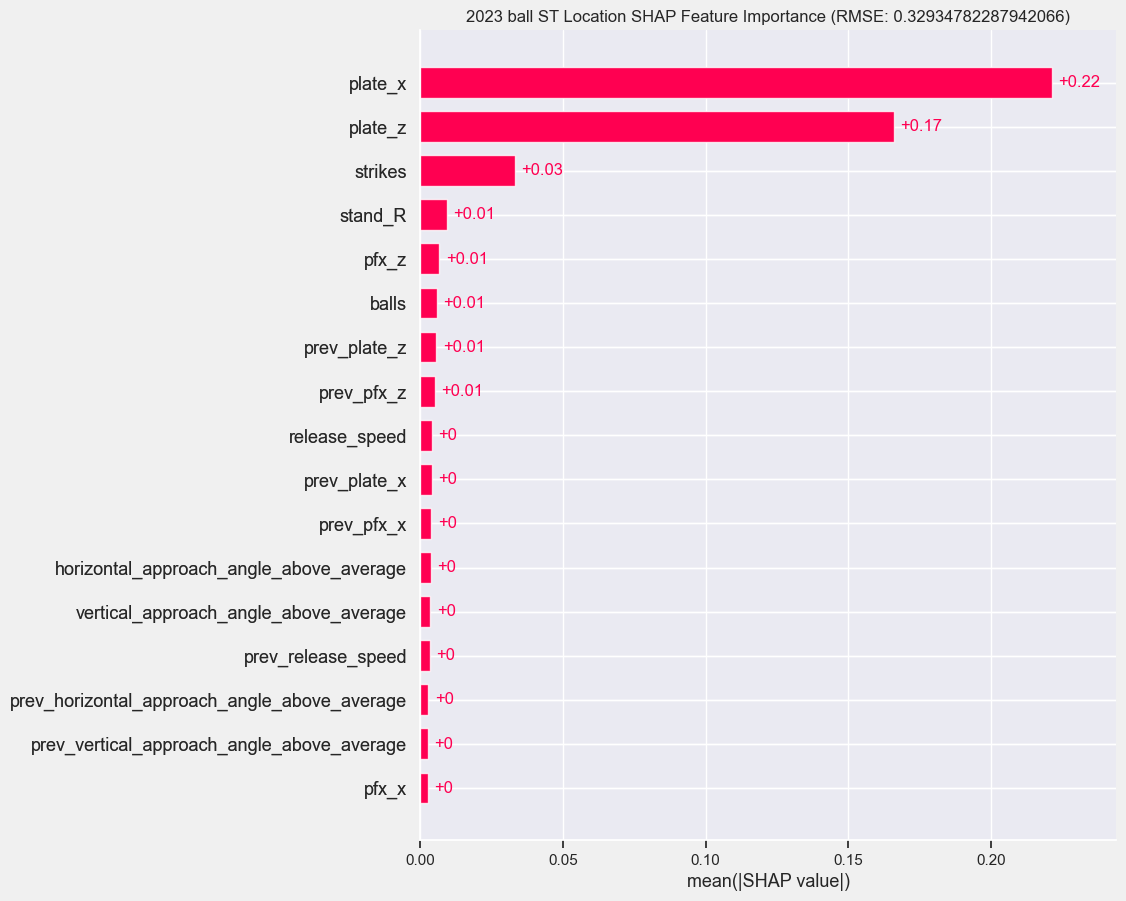 2023 ball ST Location SHAP Feature Importance (RMSE: 0.32934782287942066)
plate_x +0.22
plate_z +0.17
strikes +0.03
stand_R +0.01
pfx_z +0.01
balls +0.01
prev_plate_z +0.01
prev_pfx_z +0.01
release_speed +0
prev_plate_x +0
prev_pfx_x +0
horizontal_approach_angle_above_average +0
vertical_approach_angle_above_average +0
prev_release_speed +0
prev_horizontal_approach_angle_above_average +0
prev_vertical_approach_angle_above_average +0
pfx_x +0
0.00 0.05 0.10 0.15 0.20
mean(|SHAP value|)